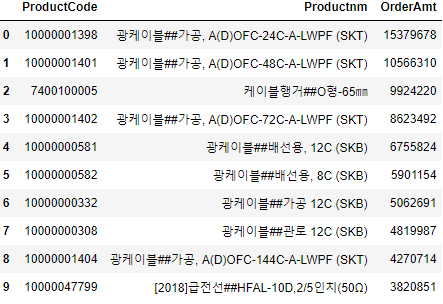 ProductCode Productnm OrderAmt
0 10000001398 광케이블##가공, A(D)OFC-24C-A-LWPF (SKT) 15379678
1 10000001401 광케이블##가공, A(D)OFC-48C-A-LWPF (SKT) 10566310
2 7400100005 케이블행거##O형-65㎜ 9924220
3 10000001402 광케이블##가공, A(D)OFC-72C-A-LWPF (SKT) 8623492
4 10000000581 광케이블##배선용, 12C (SKB) 6755824
5 10000000582 광케이블##배선용, 8C (SKB) 5901154
6 10000000332 광케이블##가공 12C (SKB) 5062691
7 10000000308 광케이블##관로 12C (SKB) 4819987
8 10000001404 광케이블##가공, A(D)OFC-144C-A-LWPF (SKT) 4270714
9 10000047799 [2018]급전선##HFAL-10D,2/5인치(50Ω) 3820851